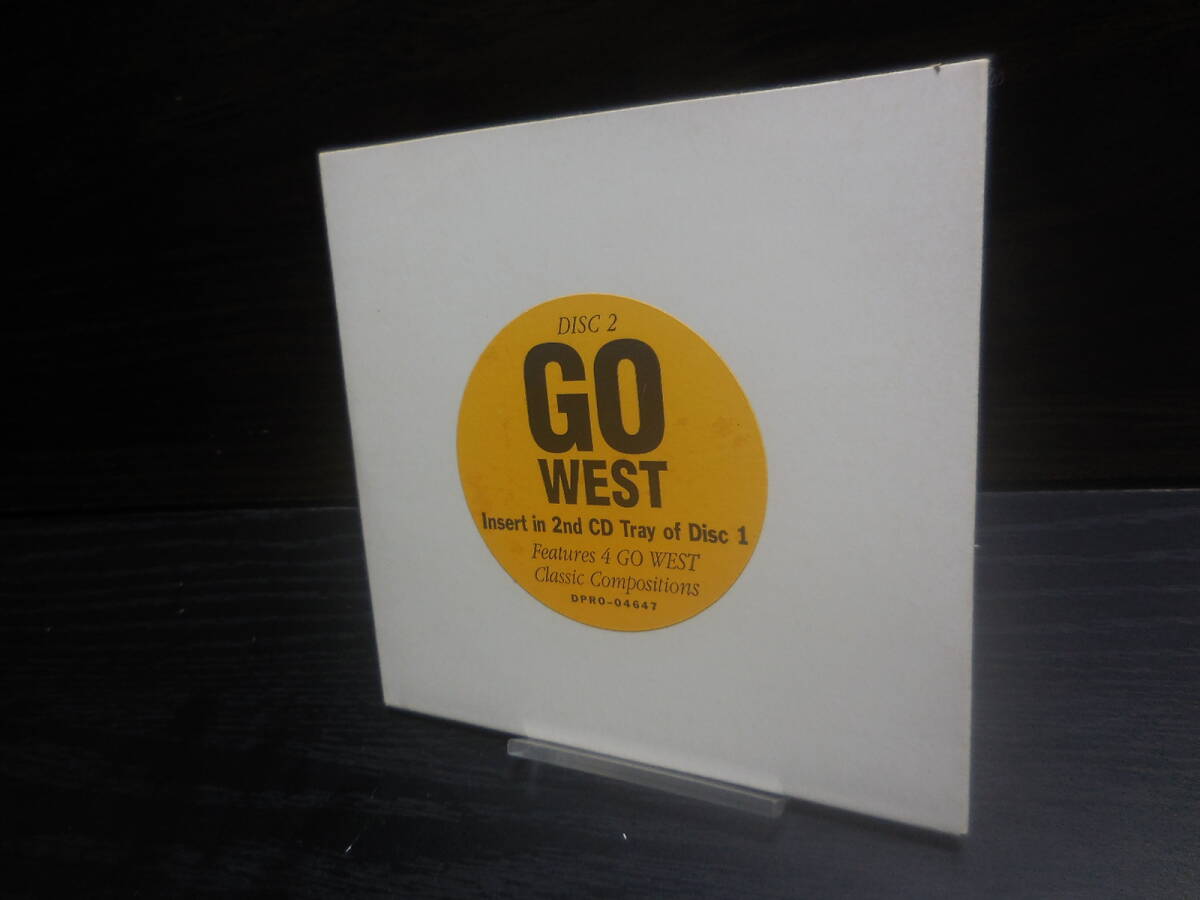 DISC 2
GO
WEST
Insert in 2nd CD Tray of Disc 1
Features 4 GO WEST
Classic Compositions
DPRO-04647